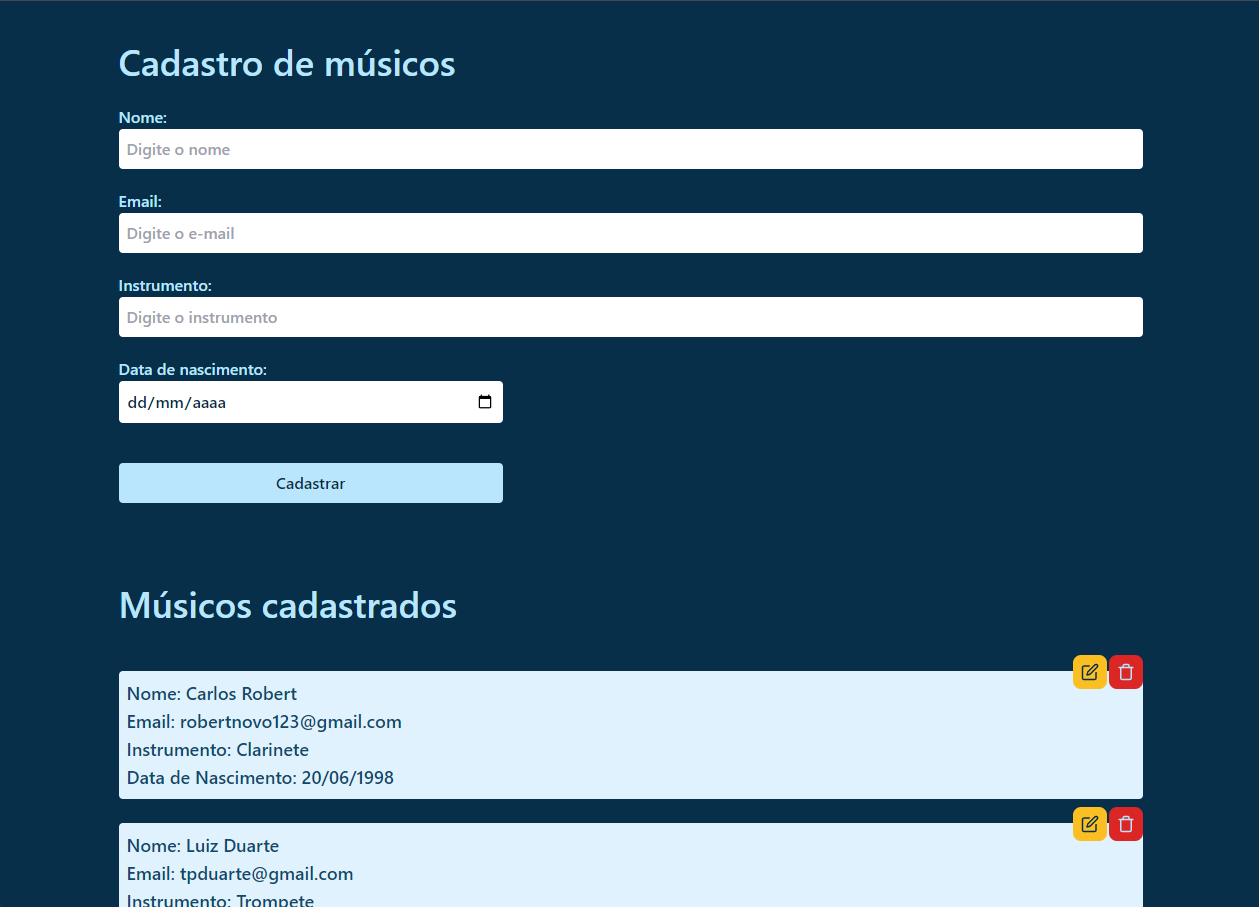 Cadastro de músicos
Nome:
Digite o nome
Email:
Digite o e-mail
Instrumento:
Digite o instrumento
Data de nascimento:
dd/mm/aaaa
Cadastrar
Músicos cadastrados
Nome: Carlos Robert
Email: robertnovo123@gmail.com
Instrumento: Clarinete
Data de Nascimento: 20/06/1998
Nome: Luiz Duarte
Email: tpduarte@gmail.com
Instrumento: Trompete